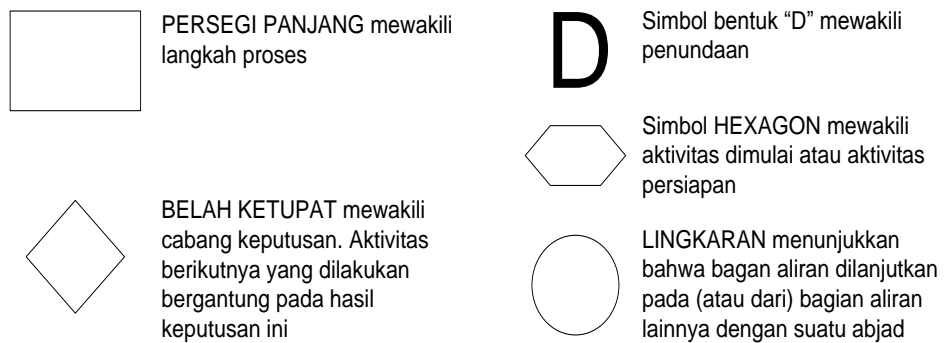 PERSEGI PANJANG mewakili
langkah proses
BELAH KETUPAT mewakili
cabang keputusan. Aktivitas
berikutnya yang dilakukan
bergantung pada hasil
keputusan ini
D
Simbol bentuk “D” mewakili
penundaan
Simbol HEXAGON mewakili
aktivitas dimulai atau aktivitas
persiapan
LINGKARAN menunjukkan
bahwa bagan aliran dilanjutkan
pada (atau dari) bagian aliran
lainnya dengan suatu abjad